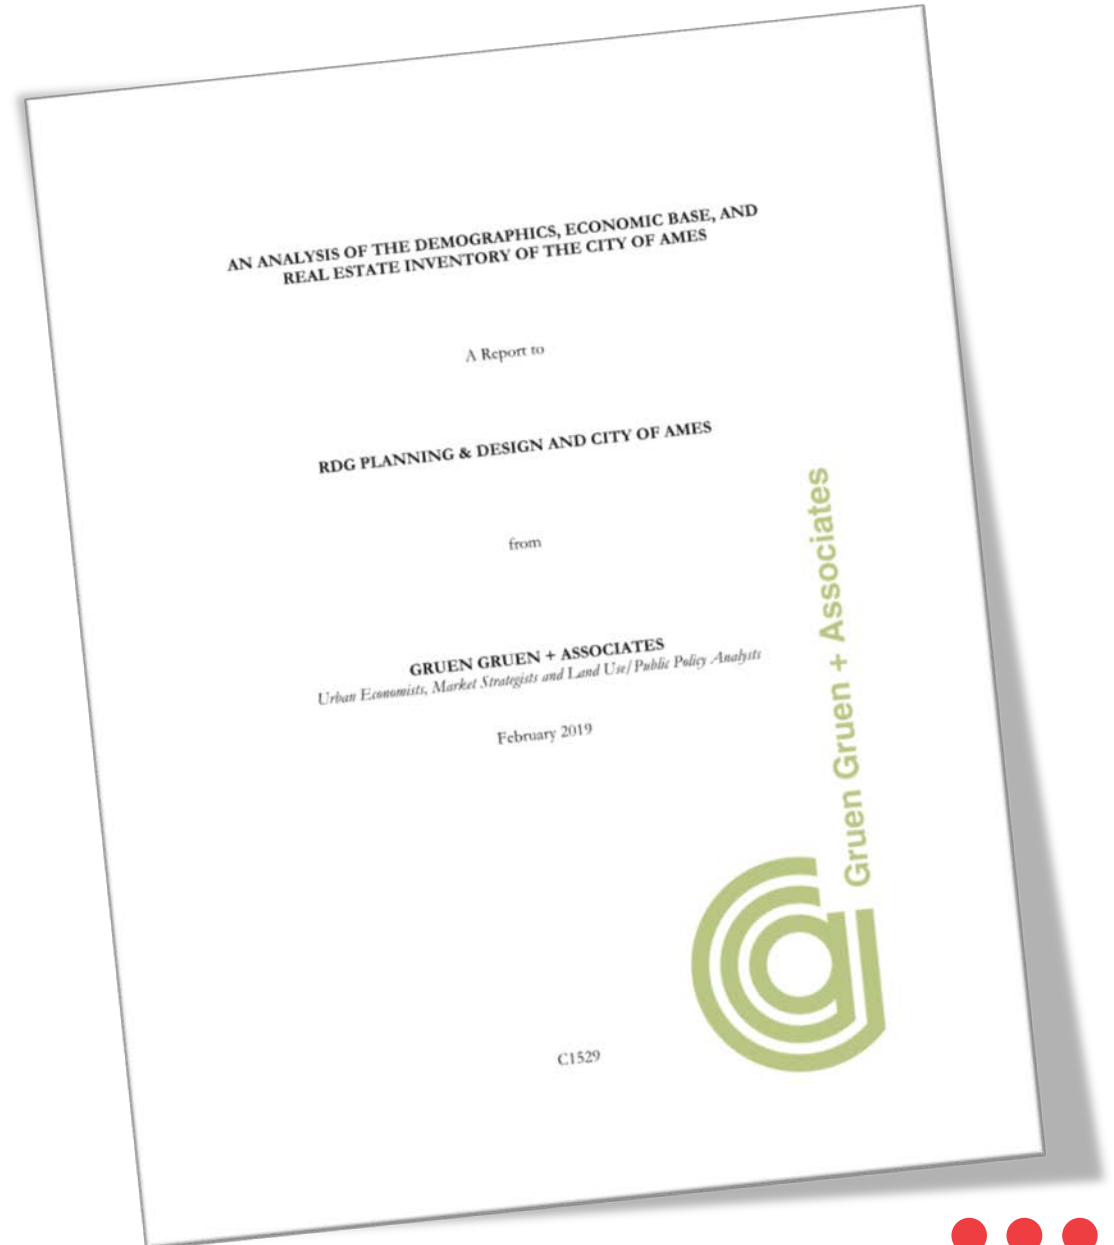 AN ANALYSIS OF THE DEMOGRAPHICS, ECONOMIC BASE, AND
REAL ESTATE INVENTORY OF THE CITY OF AMES
A Report to
RDG PLANNING & DESIGN AND CITY OF AMES
from
GRUEN GRUEN + ASSOCIATES
Urban Economists, Market Strategists and Land Use/Public Policy Analysts
February 2019
Gruen Gruen + Associates
C1529